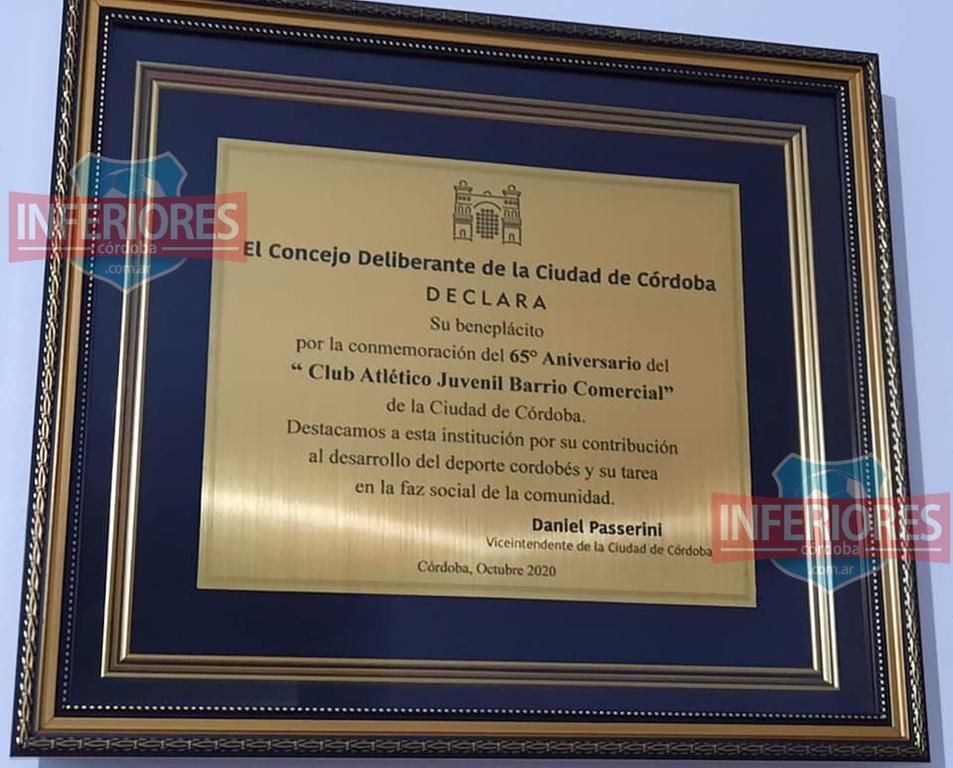 El Concejo Deliberante de la Ciudad de Córdoba
DECLARA
Su beneplácito
por la conmemoración del 65° Aniversario del
“ Club Atlético Juvenil Barrio Comercial”
de la Ciudad de Córdoba.
Destacamos a esta institución por su contribución
al desarrollo del deporte cordobés y su tarea
en la faz social de la comunidad.
Daniel Passerini
Viceintendente de la Ciudad de Córdoba
Córdoba, Octubre 2020
INFERIORES
córdoba
.com.ar
INFERIORES
córdoba
.com.ar